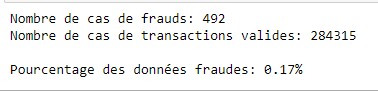 Nombre de cas de frauds: 492
Nombre de cas de transactions valides: 284315
Pourcentage des données fraudes: 0.17%